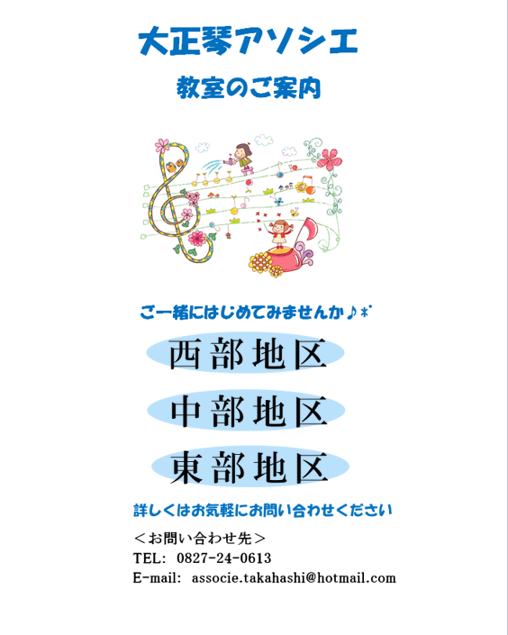 大正琴アソシエ
教室のご案内
ご一緒にはじめてみませんか♪*ﾟ
西部地区
中部地区
東部地区
詳しくはお気軽にお問い合わせください
＜お問い合わせ先＞
TEL: 0827-24-0613
E-mail: associe.takahashi@hotmail.com